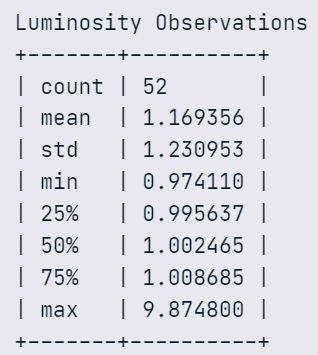 Luminosity Observations
+-------+----------+
| count | 52       |
| mean  | 1.169356 |
| std   | 1.230953 |
| min   | 0.974110 |
| 25%   | 0.995637 |
| 50%   | 1.002465 |
| 75%   | 1.008685 |
| max   | 9.874800 |
+-------+----------+